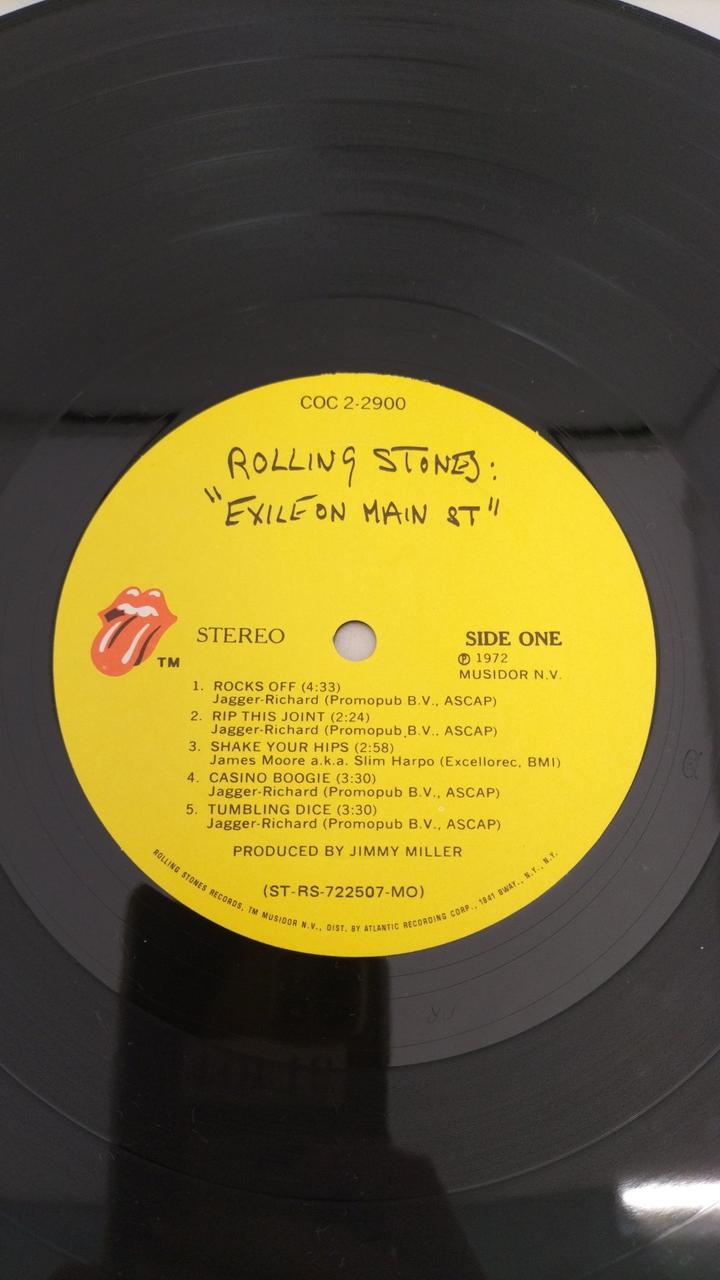 COC 2-2900
ROLLING STONES:
"EXILE ON MAIN ST"
TM
STEREO
SIDE ONE
℗ 1972
MUSIDOR N.V.
1. ROCKS OFF (4:33)
Jagger-Richard (Promopub B.V., ASCAP)
2. RIP THIS JOINT (2:24)
Jagger-Richard (Promopub B.V., ASCAP)
3. SHAKE YOUR HIPS (2:58)
James Moore a.k.a. Slim Harpo (Excellorec, BMI)
4. CASINO BOOGIE (3:30)
Jagger-Richard (Promopub B.V., ASCAP)
5. TUMBLING DICE (3:30)
Jagger-Richard (Promopub B.V., ASCAP)
PRODUCED BY JIMMY MILLER
(ST-RS-722507-MO)
ROLLING STONES RECORDS, TM MUSIDOR N.V., DIST. BY ATLANTIC RECORDING CORP., 1841 BWAY., N.Y., N.Y.